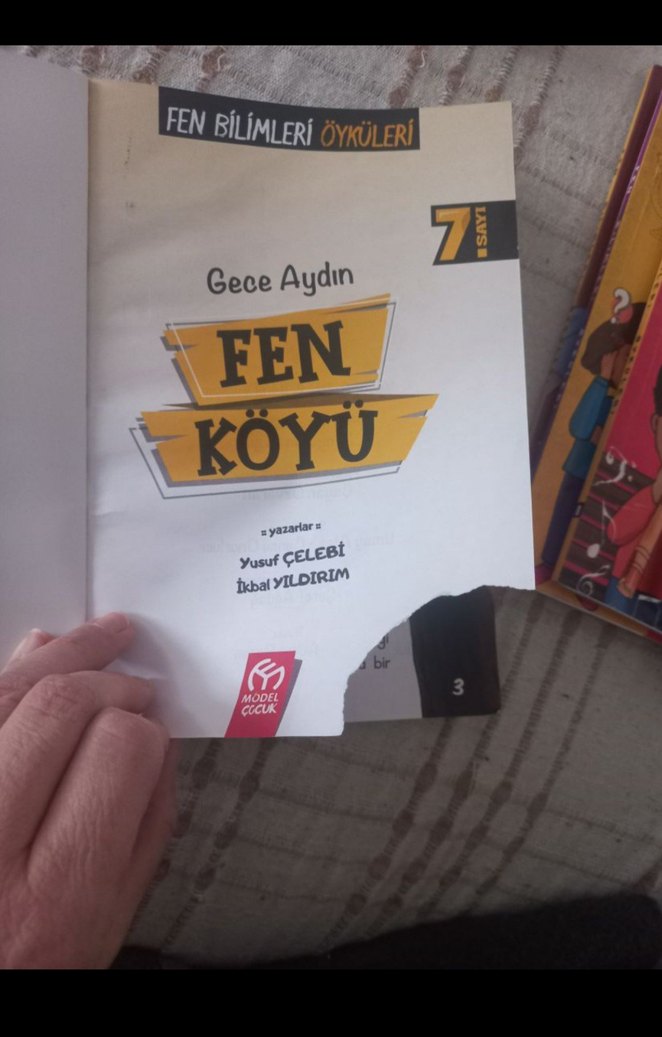 FEN BİLİMLERİ ÖYKÜLERİ
7. SAYI
Gece Aydın
FEN
KÖYÜ
:: yazarlar ::
Yusuf ÇELEBİ
İkbal YILDIRIM
bir
MODEL
ÇOCUK
3
?